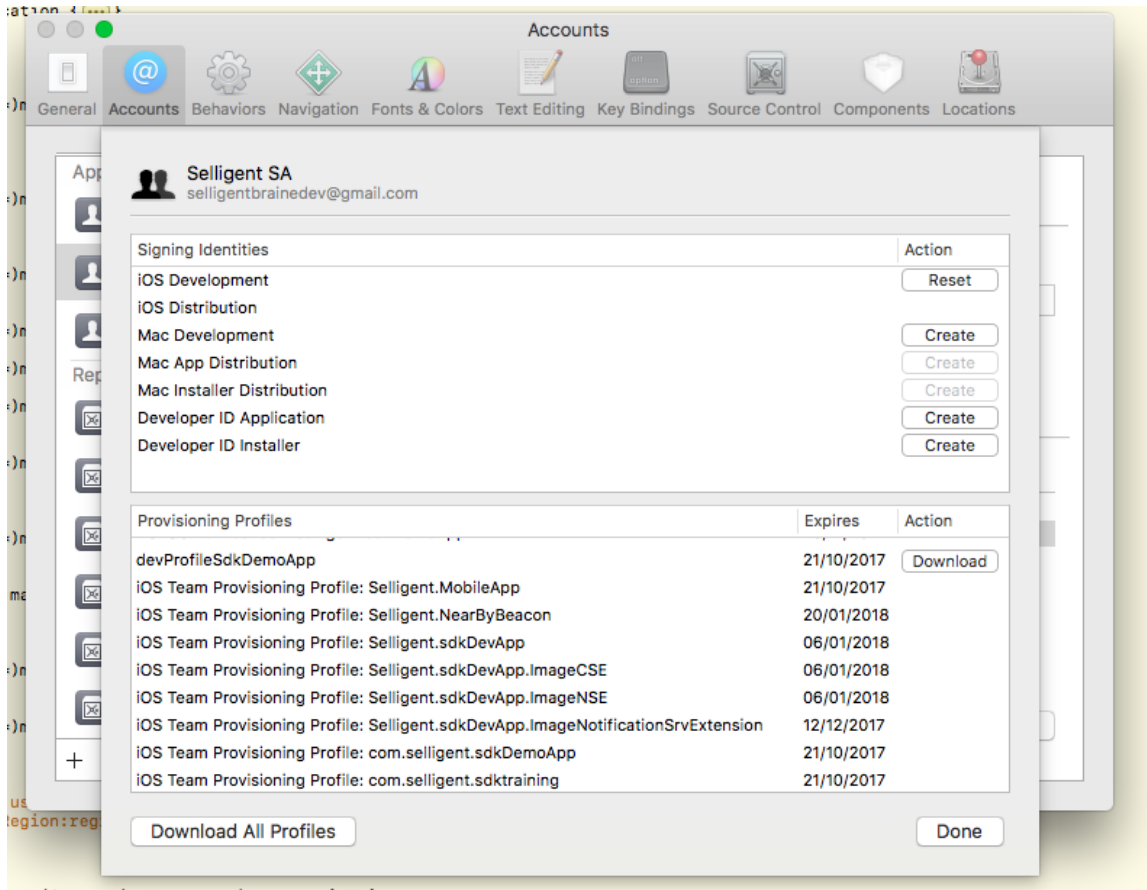 Accounts
General Accounts Behaviors Navigation Fonts & Colors Text Editing Key Bindings Source Control Components Locations
alt
option
App
Selligent SA
selligentbrainedev@gmail.com
Signing Identities Action
iOS Development Reset
iOS Distribution
Mac Development Create
Mac App Distribution Create
Rep
Mac Installer Distribution Create
Developer ID Application Create
Developer ID Installer Create
Provisioning Profiles Expires Action
devProfileSdkDemoApp 21/10/2017 Download
iOS Team Provisioning Profile: Selligent.MobileApp 21/10/2017
iOS Team Provisioning Profile: Selligent.NearByBeacon 20/01/2018
iOS Team Provisioning Profile: Selligent.sdkDevApp 06/01/2018
iOS Team Provisioning Profile: Selligent.sdkDevApp.ImageCSE 06/01/2018
iOS Team Provisioning Profile: Selligent.sdkDevApp.ImageNSE 06/01/2018
iOS Team Provisioning Profile: Selligent.sdkDevApp.ImageNotificationSrvExtension 12/12/2017
iOS Team Provisioning Profile: com.selligent.sdkDemoApp 21/10/2017
iOS Team Provisioning Profile: com.selligent.sdktraining 21/10/2017
+
Download All Profiles Done